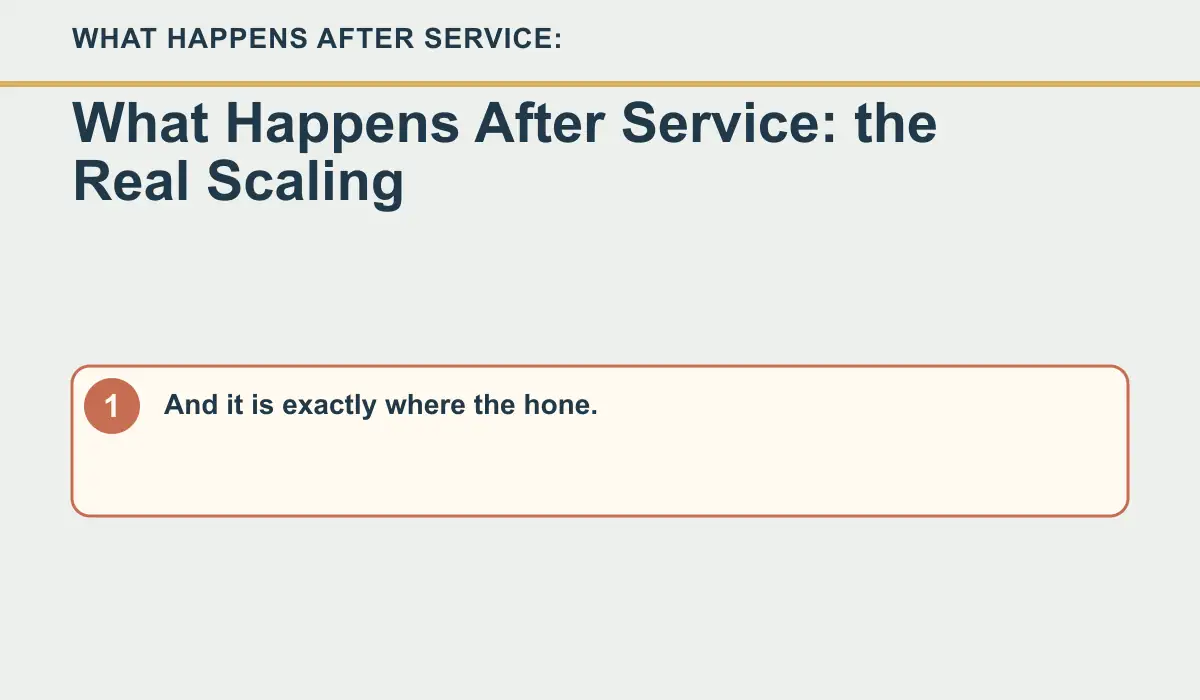 WHAT HAPPENS AFTER SERVICE:
What Happens After Service: the
Real Scaling
1 And it is exactly where the hone.